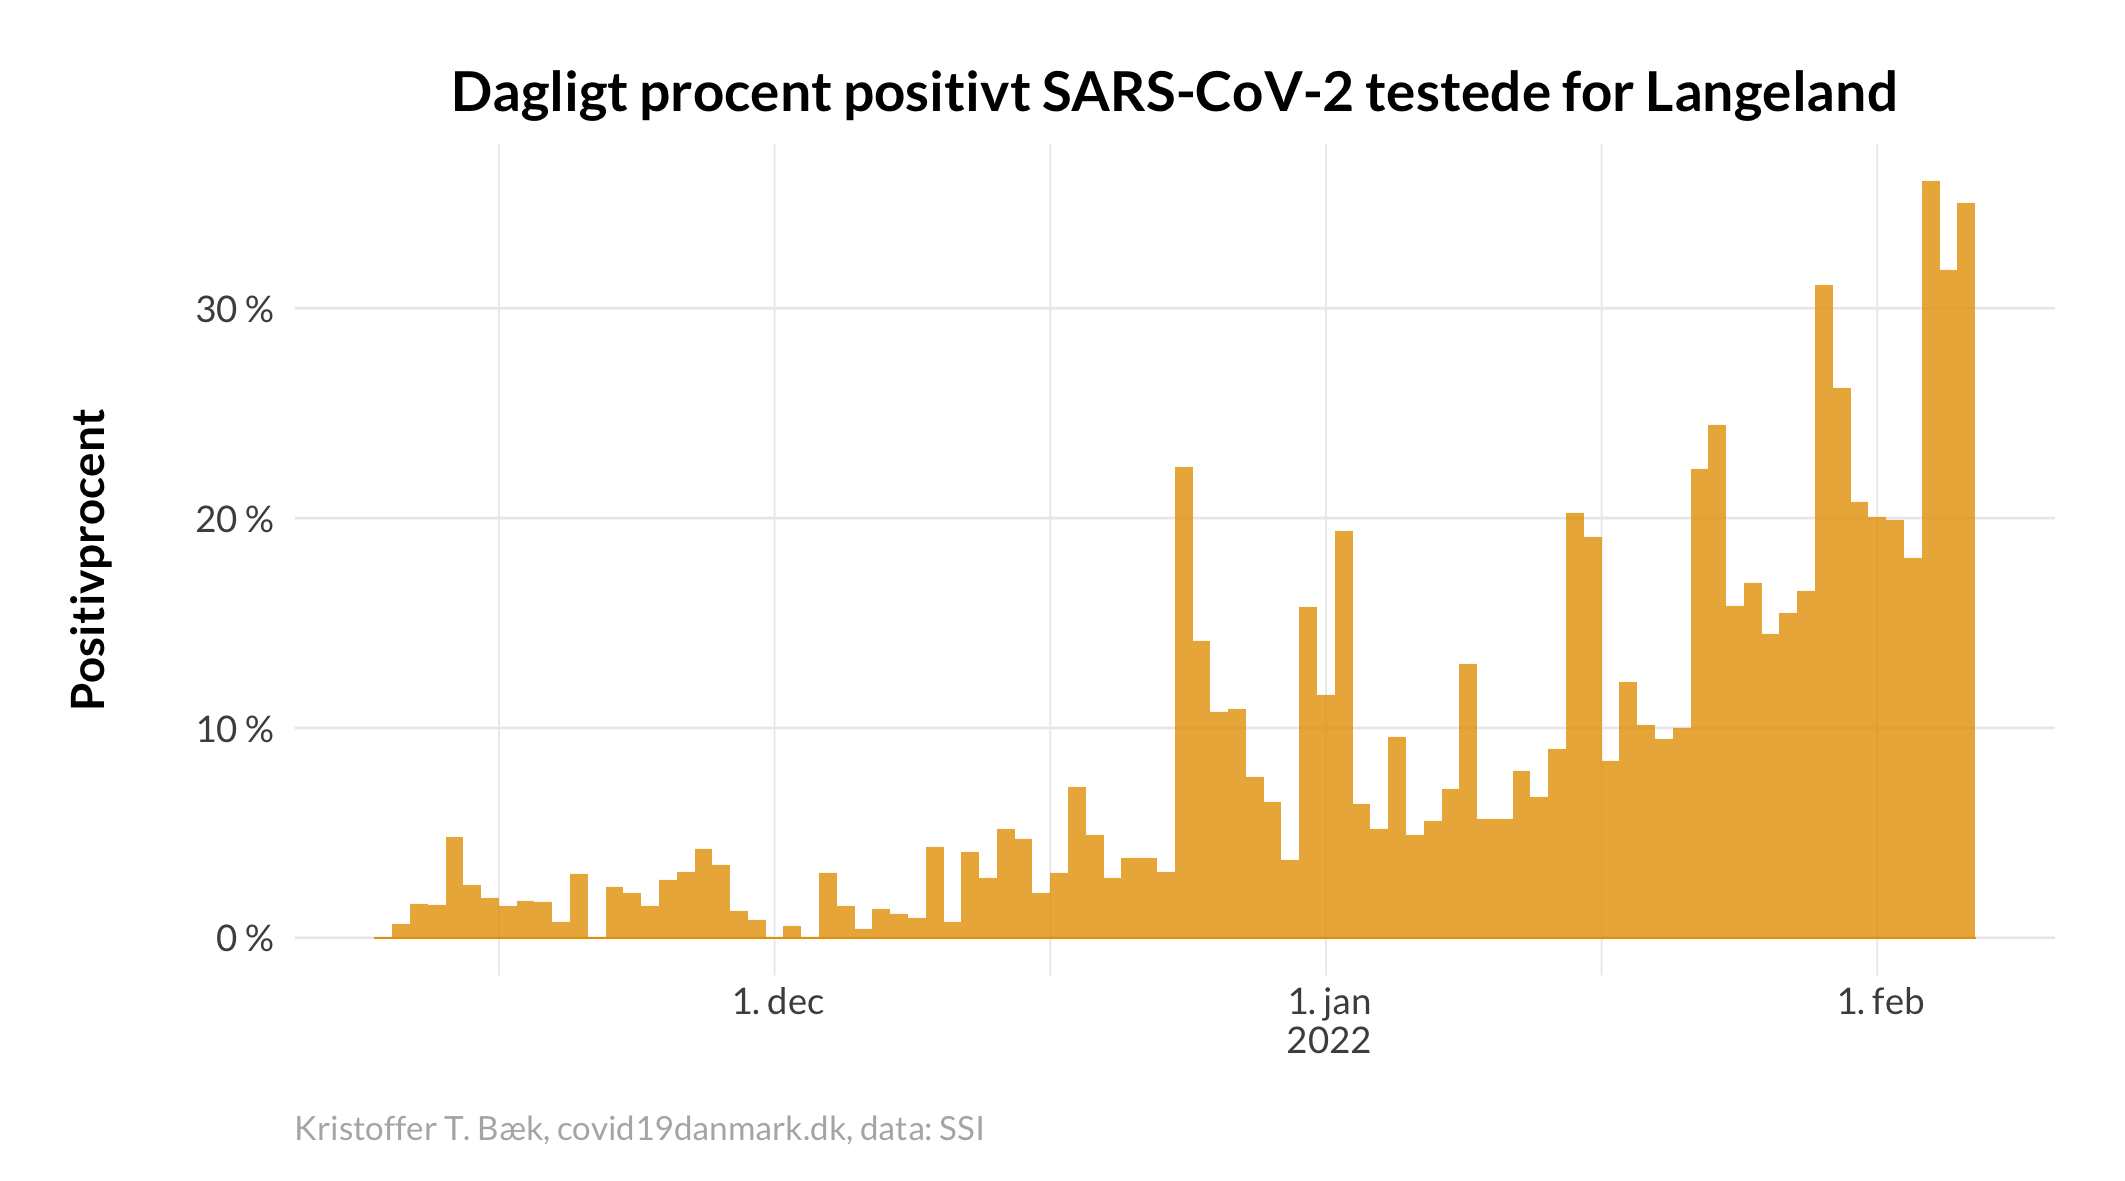 Dagligt procent positivt SARS-CoV-2 testede for Langeland
Positivprocent
30 %
20 %
10 %
0 %
1. dec
1. jan
2022
1. feb
Kristoffer T. Bæk, covid19danmark.dk, data: SSI